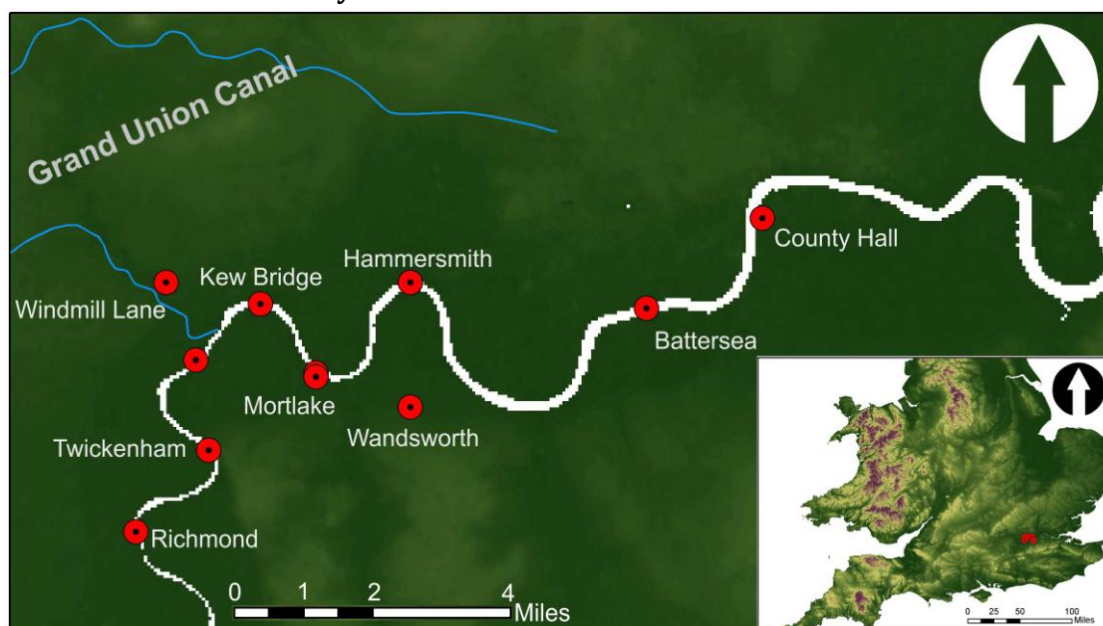 Grand Union Canal
County Hall
Hammersmith
Kew Bridge
Windmill Lane
Battersea
Mortlake
Wandsworth
Twickenham
Richmond
0 1 2 4
Miles
0 25 50 100
Miles